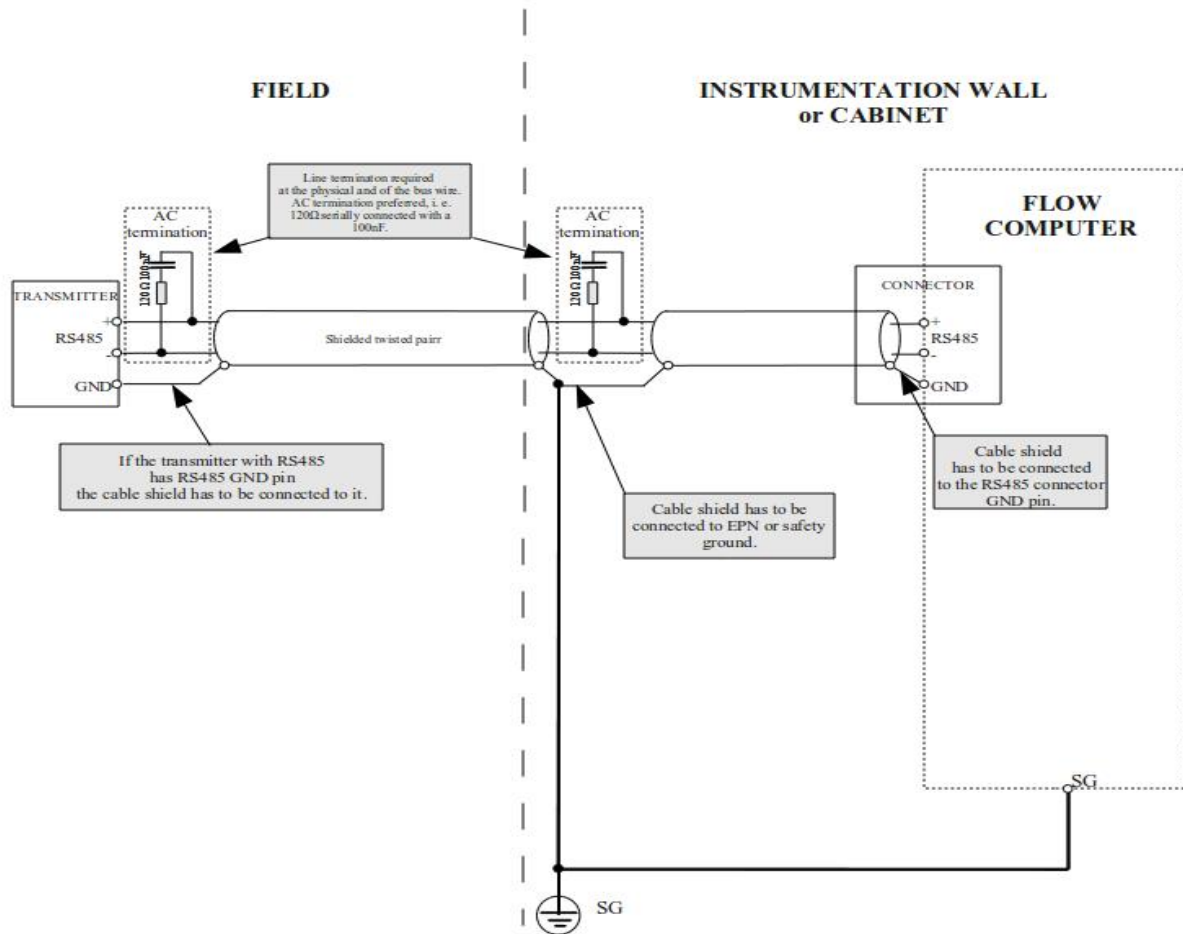 FIELD
INSTRUMENTATION WALL
or CABINET
Line terminaton required
at the physical and of the bus wire.
AC termination preferred, i. e.
120Ω serially connected with a
100nF.
AC
termination
120 Ω 100nF
AC
termination
120 Ω 100nF
FLOW
COMPUTER
TRANSMITTER
+
RS485
-
GND
Shielded twisted pairr
CONNECTOR
+
RS485
-
GND
If the transmitter with RS485
has RS485 GND pin
the cable shield has to be connected to it.
Cable shield has to be
connected to EPN or safety
ground.
Cable shield
has to be connected
to the RS485 connector
GND pin.
SG
SG